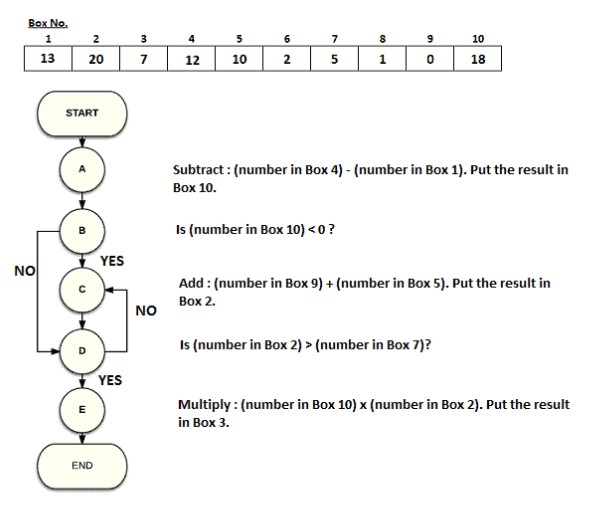 Box No.
1 2 3 4 5 6 7 8 9 10
13 20 7 12 10 2 5 1 0 18
START
A
Subtract : (number in Box 4) - (number in Box 1). Put the result in
Box 10.
B
Is (number in Box 10) < 0 ?
YES
NO
C
Add : (number in Box 9) + (number in Box 5). Put the result in
Box 2.
NO
D
Is (number in Box 2) > (number in Box 7)?
YES
E
Multiply : (number in Box 10) x (number in Box 2). Put the result
in Box 3.
END